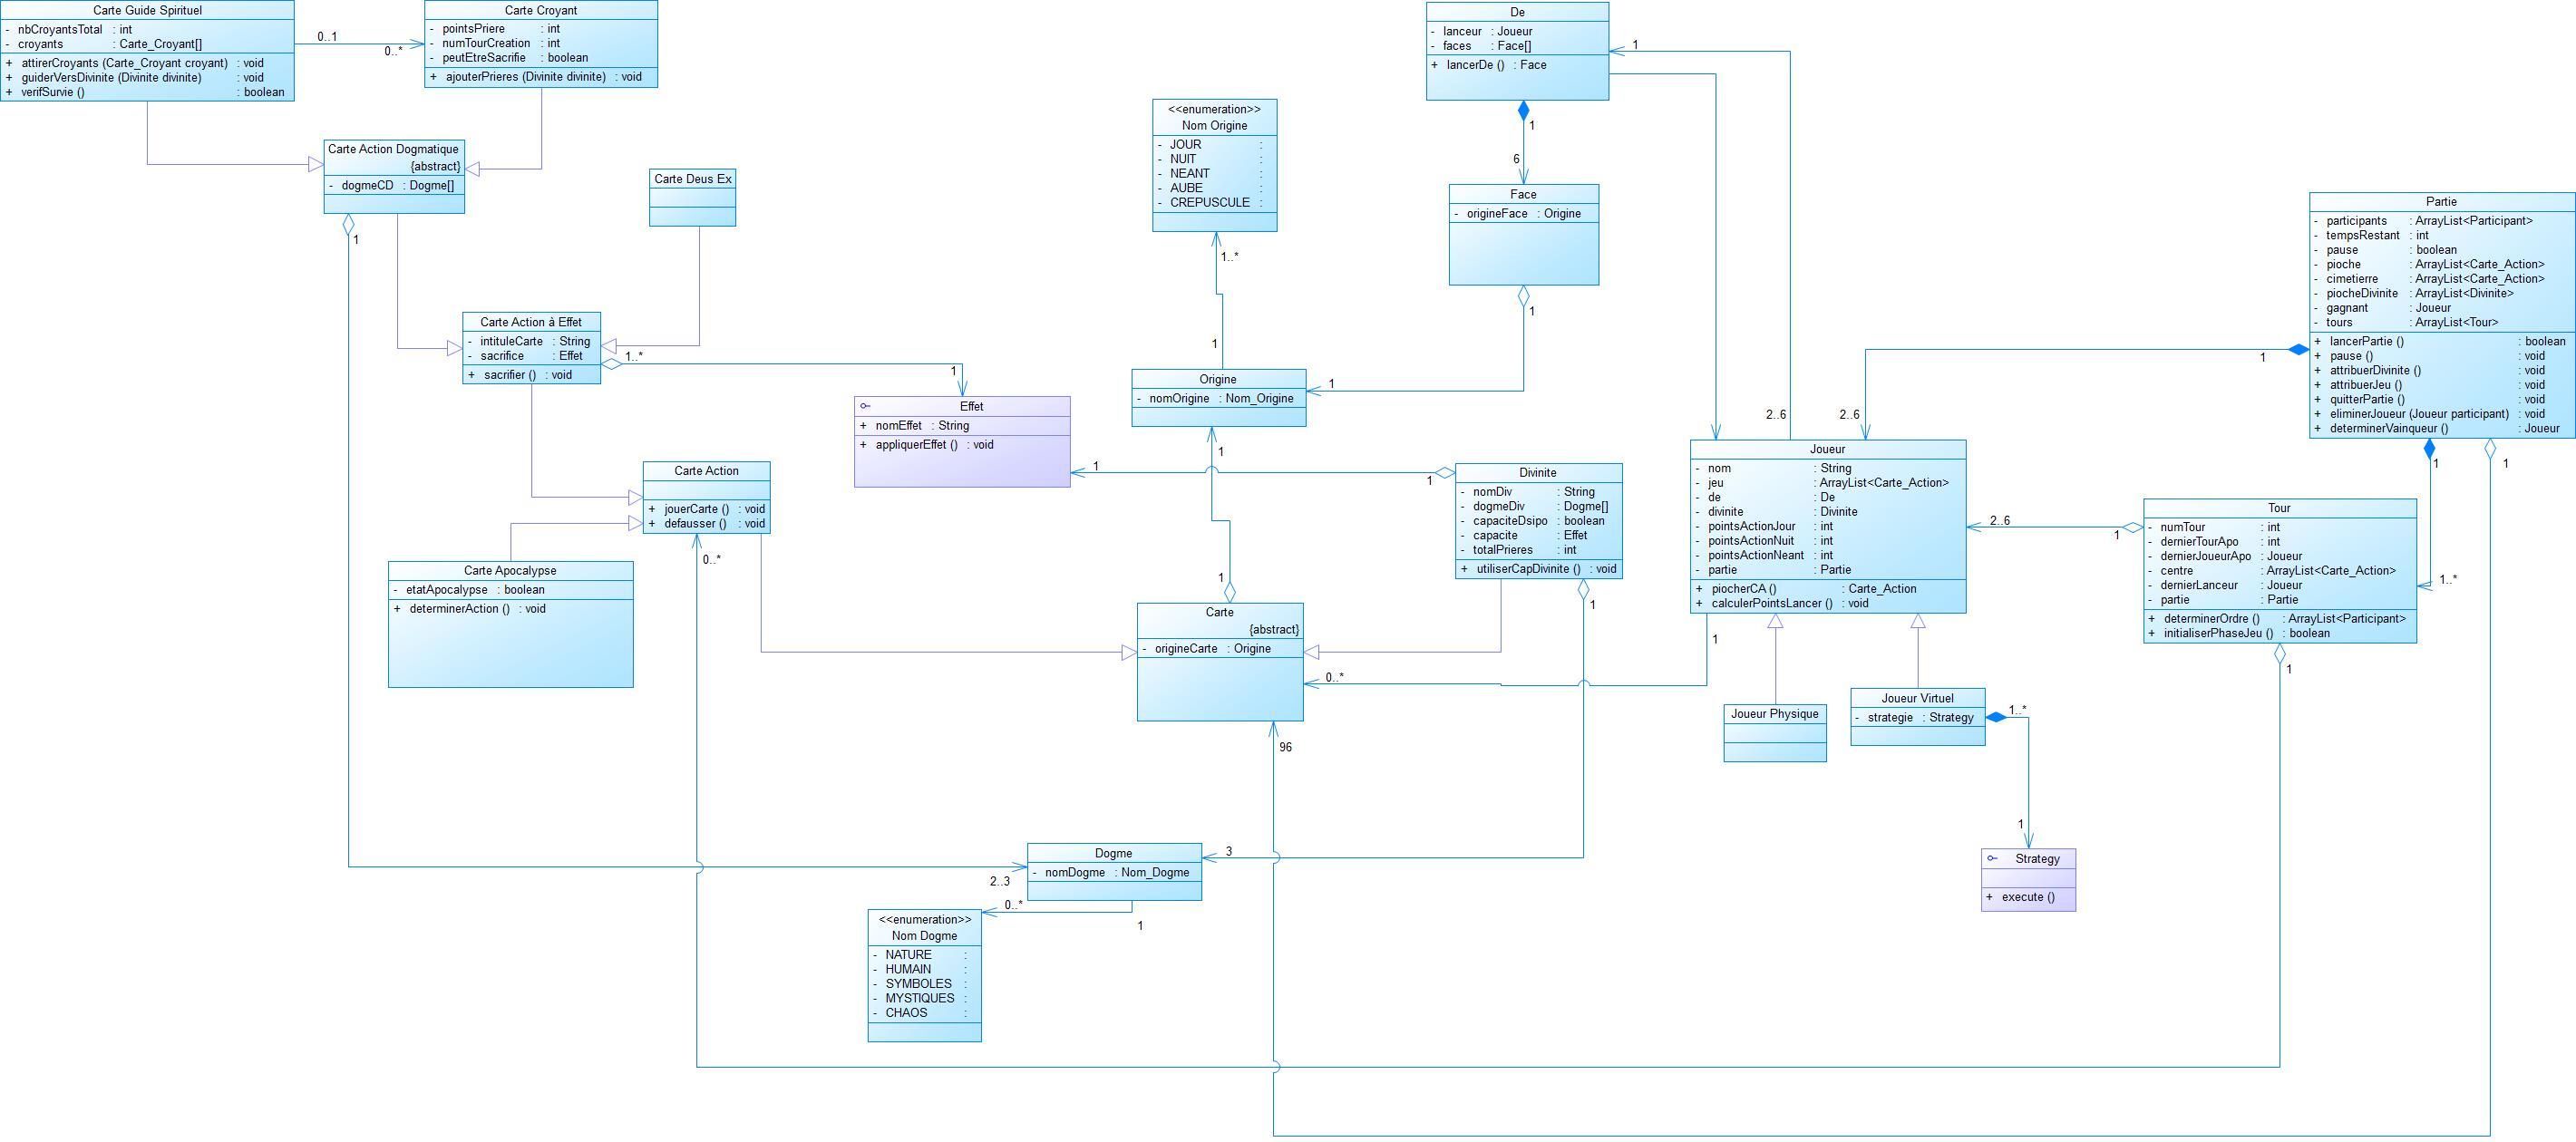 Carte Guide Spirituel
- nbCroyantsTotal : int
- croyants : Carte_Croyant[]
+ attirerCroyants (Carte_Croyant croyant) : void
+ guiderVersDivinite (Divinite divinite) : void
+ verifSurvie () : boolean
0..1
0..*
Carte Croyant
- pointsPriere : int
- numTourCreation : int
- peutEtreSacrifie : boolean
+ ajouterPrieres (Divinite divinite) : void
Carte Action Dogmatique
{abstract}
- dogmeCD : Dogme[]
1
Carte Deus Ex
Carte Action à Effet
- intituleCarte : String
- sacrifice : Effet
+ sacrifier () : void
1..*
1
Effet
+ nomEffet : String
+ appliquerEffet () : void
1
Carte Action
+ jouerCarte () : void
+ defausser () : void
0..*
Carte Apocalypse
- etatApocalypse : boolean
+ determinerAction () : void
<<enumeration>>
Nom Origine
- JOUR :
- NUIT :
- NEANT :
- AUBE :
- CREPUSCULE :
1..*
1
Origine
- nomOrigine : Nom_Origine
1
1
1
Carte
{abstract}
- origineCarte : Origine
0..*
96
De
- lanceur : Joueur
- faces : Face[]
+ lancerDe () : Face
1
1
6
Face
- origineFace : Origine
1
Divinite
- nomDiv : String
- dogmeDiv : Dogme[]
- capaciteDsipo : boolean
- capacite : Effet
- totalPrieres : int
+ utiliserCapDivinite () : void
1
1
3
Dogme
- nomDogme : Nom_Dogme
2..3
0..*
1
<<enumeration>>
Nom Dogme
- NATURE :
- HUMAIN :
- SYMBOLES :
- MYSTIQUES :
- CHAOS :
2..6
2..6
Joueur
- nom : String
- jeu : ArrayList<Carte_Action>
- de : De
- divinite : Divinite
- pointsActionJour : int
- pointsActionNuit : int
- pointsActionNeant : int
- partie : Partie
+ piocherCA () : Carte_Action
+ calculerPointsLancer () : void
1
Joueur Physique
Joueur Virtuel
- strategie : Strategy
1..*
1
Strategy
+ execute ()
Partie
- participants : ArrayList<Participant>
- tempsRestant : int
- pause : boolean
- pioche : ArrayList<Carte_Action>
- cimetierre : ArrayList<Carte_Action>
- piocheDivinite : ArrayList<Divinite>
- gagnant : Joueur
- tours : ArrayList<Tour>
+ lancerPartie () : boolean
+ pause () : void
+ attribuerDivinite () : void
+ attribuerJeu () : void
+ quitterPartie () : void
+ eliminerJoueur (Joueur participant) : void
+ determinerVainqueur () : Joueur
1
1
1
Tour
- numTour : int
- dernierTourApo : int
- dernierJoueurApo : Joueur
- centre : ArrayList<Carte_Action>
- dernierLanceur : Joueur
- partie : Partie
+ determinerOrdre () : ArrayList<Participant>
+ initialiserPhaseJeu () : boolean
2..6
1
1..*
1